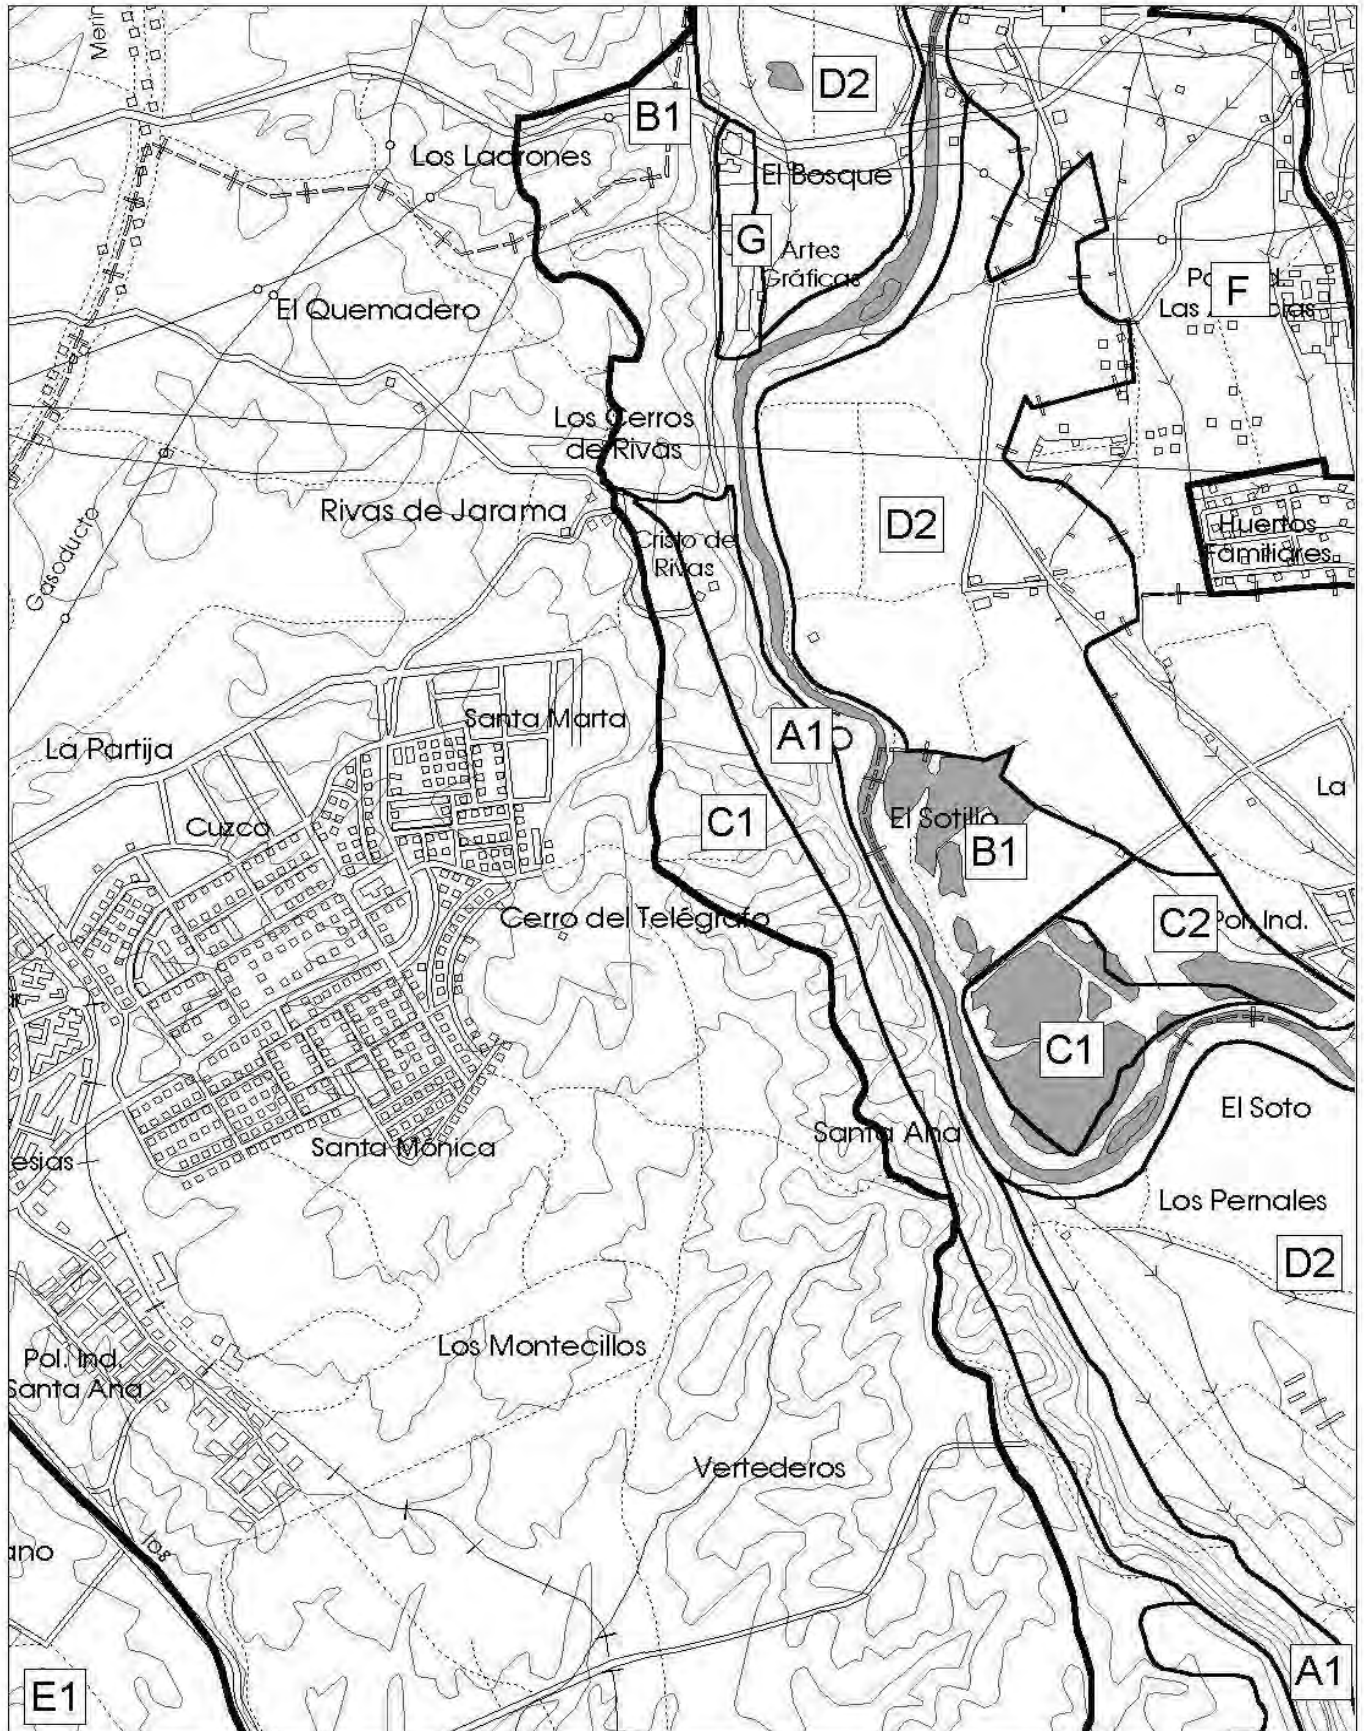 D2
B1
Los Ladrones
El Bosque
G
Artes
Gráficas
F
El Quemadero
Los Cerros
de Rivas
Rivas de Jarama
D2
Huertos
Familiares
Cristo de
Rivas
Gasoducto
Santa Marta
A1
La Partija
La
Cuzco
C1
El Sotillo
B1
Cerro del Telégrafo
C2
Pol. Ind.
C1
El Soto
Santa Ana
Santa Mónica
esias
Los Pernales
D2
Los Montecillos
Pol. Ind.
Santa Ana
Vertederos
ano
los
E1
A1